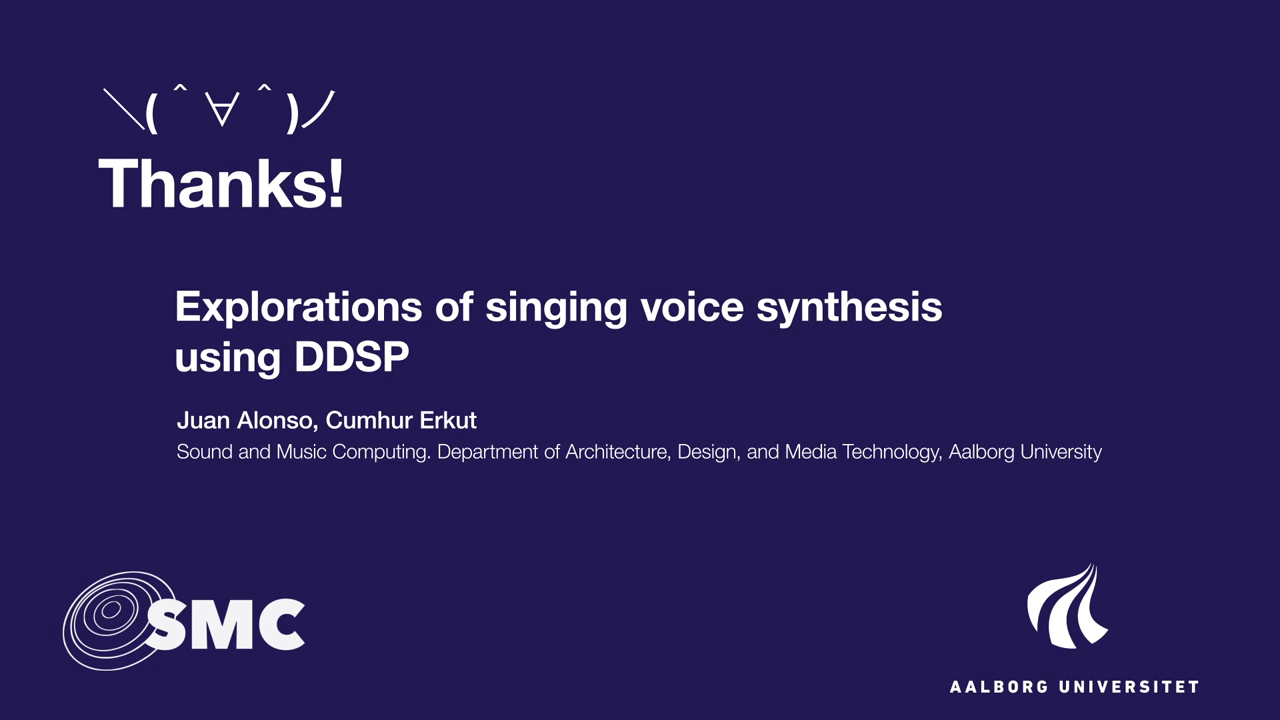 ＼( ＾∀＾)ノ
Thanks!
Explorations of singing voice synthesis
using DDSP
Juan Alonso, Cumhur Erkut
Sound and Music Computing. Department of Architecture, Design, and Media Technology, Aalborg University
SMC
AALBORG UNIVERSITET